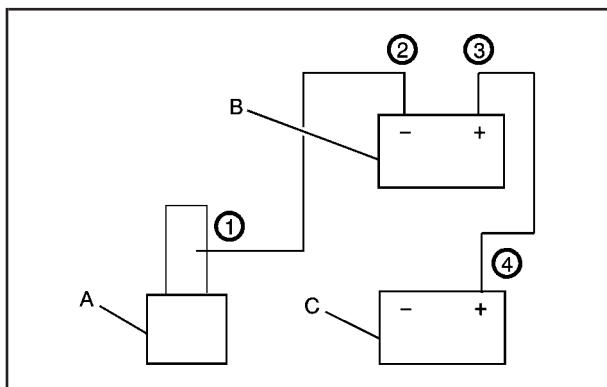 ② ③
B
− +
①
④
A
C
− +